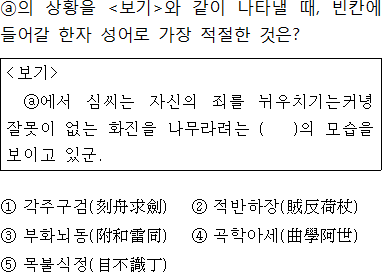 ⓐ의 상황을 <보기>와 같이 나타낼 때, 빈칸에
들어갈 한자 성어로 가장 적절한 것은?
<보기>
ⓐ에서 심씨는 자신의 죄를 뉘우치기는커녕
잘못이 없는 화진을 나무라려는 (    )의 모습을
보이고 있군.
① 각주구검(刻舟求劍) ② 적반하장(賊反荷杖)
③ 부화뇌동(附和雷同) ④ 곡학아세(曲學阿世)
⑤ 목불식정(目不識丁)